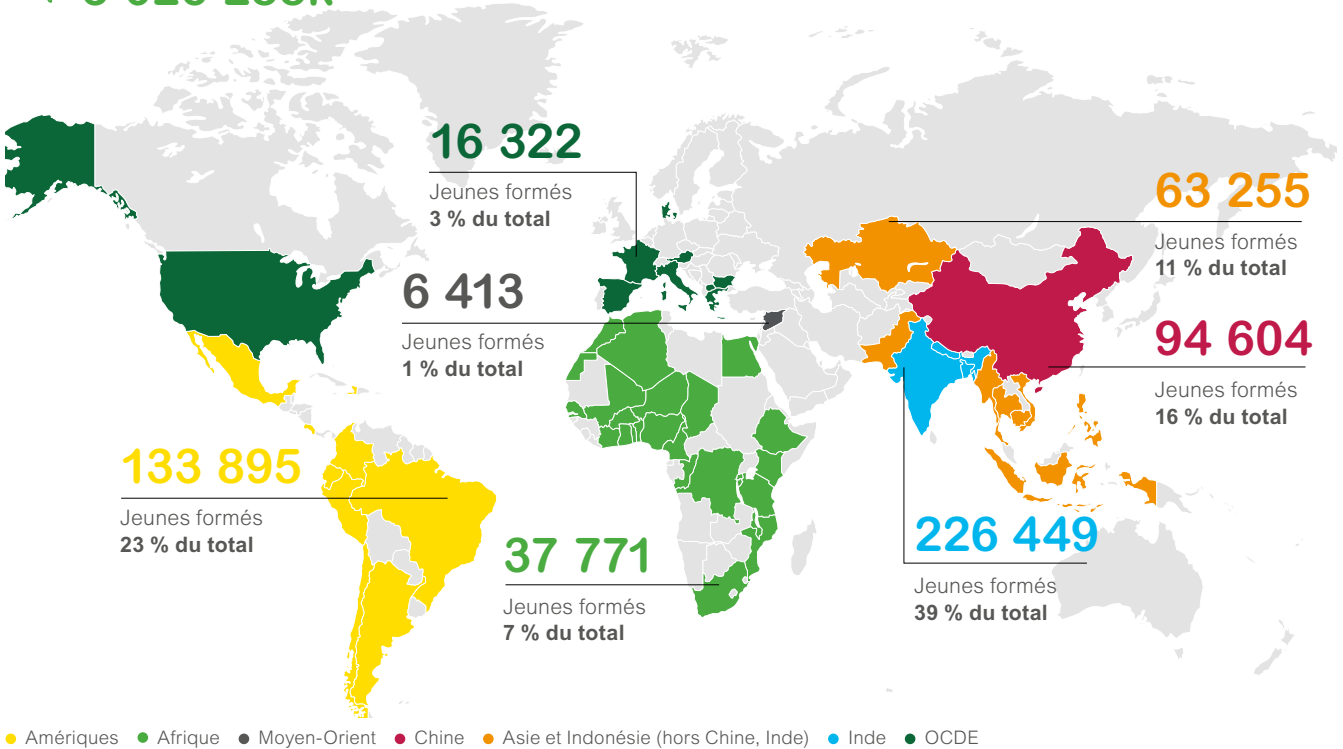 16 322
Jeunes formés
3 % du total
63 255
Jeunes formés
11 % du total
6 413
Jeunes formés
1 % du total
94 604
Jeunes formés
16 % du total
133 895
Jeunes formés
23 % du total
226 449
Jeunes formés
39 % du total
37 771
Jeunes formés
7 % du total
Amériques Afrique Moyen-Orient Chine Asie et Indonésie (hors Chine, Inde) Inde OCDE